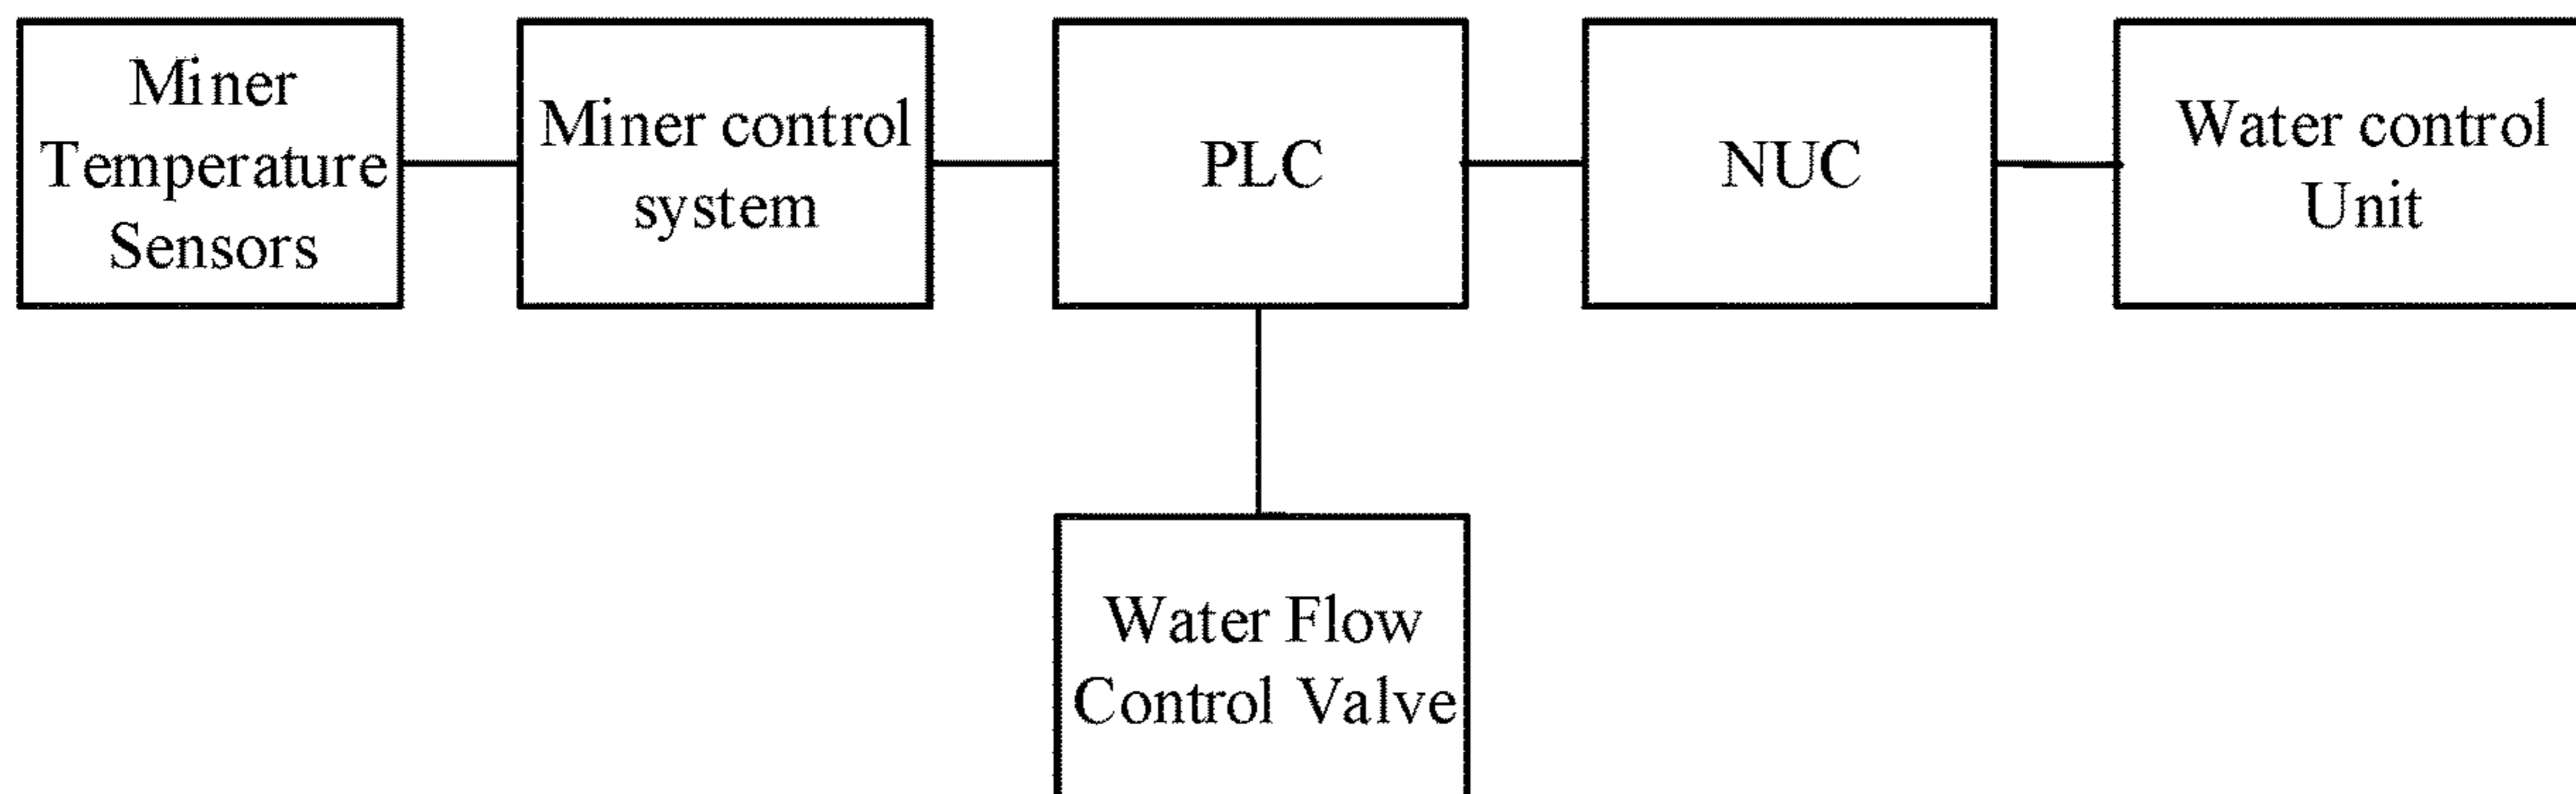 Miner
Temperature
Sensors
Miner control
system
PLC
NUC
Water control
Unit
Water Flow
Control Valve